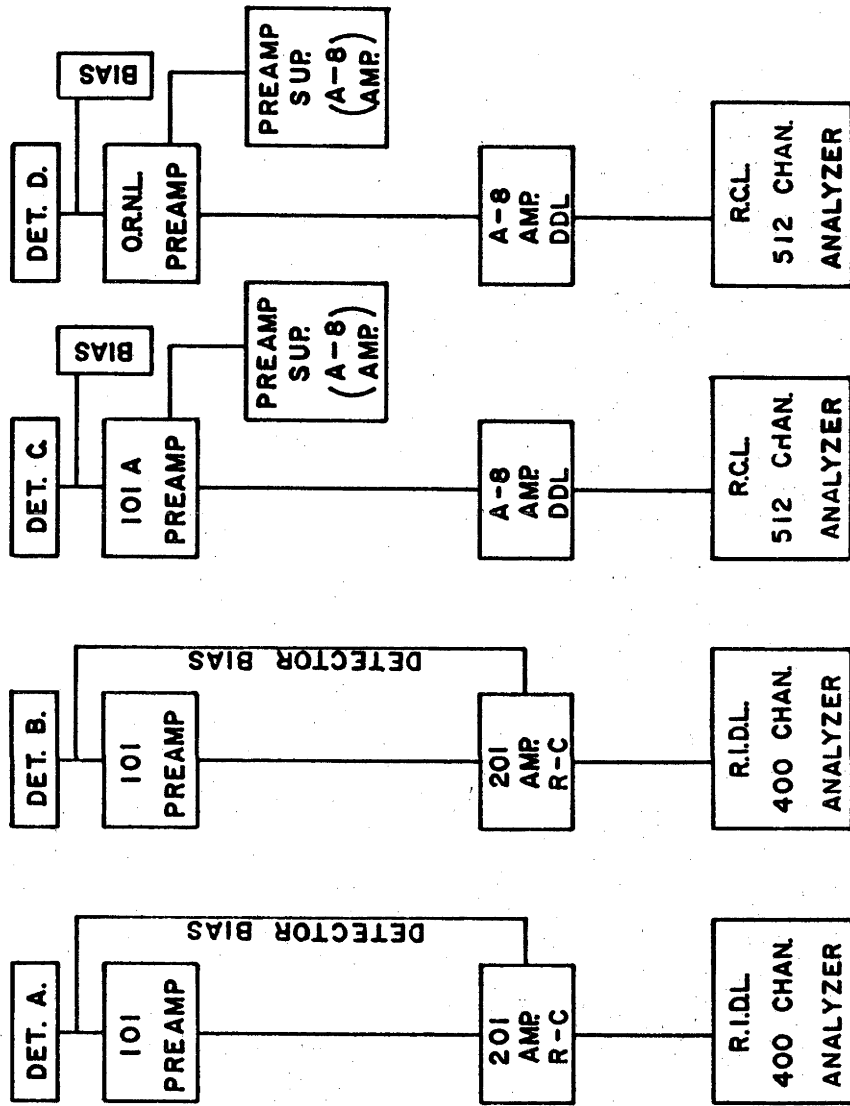 DET. A.
101
PREAMP
DETECTOR BIAS
201
AMP.
R-C
R.I.D.L.
400 CHAN.
ANALYZER
DET. B.
101
PREAMP
DETECTOR BIAS
201
AMP.
R-C
R.I.D.L.
400 CHAN.
ANALYZER
DET. C.
BIAS
101 A
PREAMP
PREAMP
SUP.
(A-8)
(AMP.)
A-8
AMP.
DDL
R.C.L.
512 CHAN.
ANALYZER
DET. D.
BIAS
O.R.N.L.
PREAMP
PREAMP
SUP.
(A-8)
(AMP.)
A-8
AMP.
DDL
R.C.L.
512 CHAN.
ANALYZER